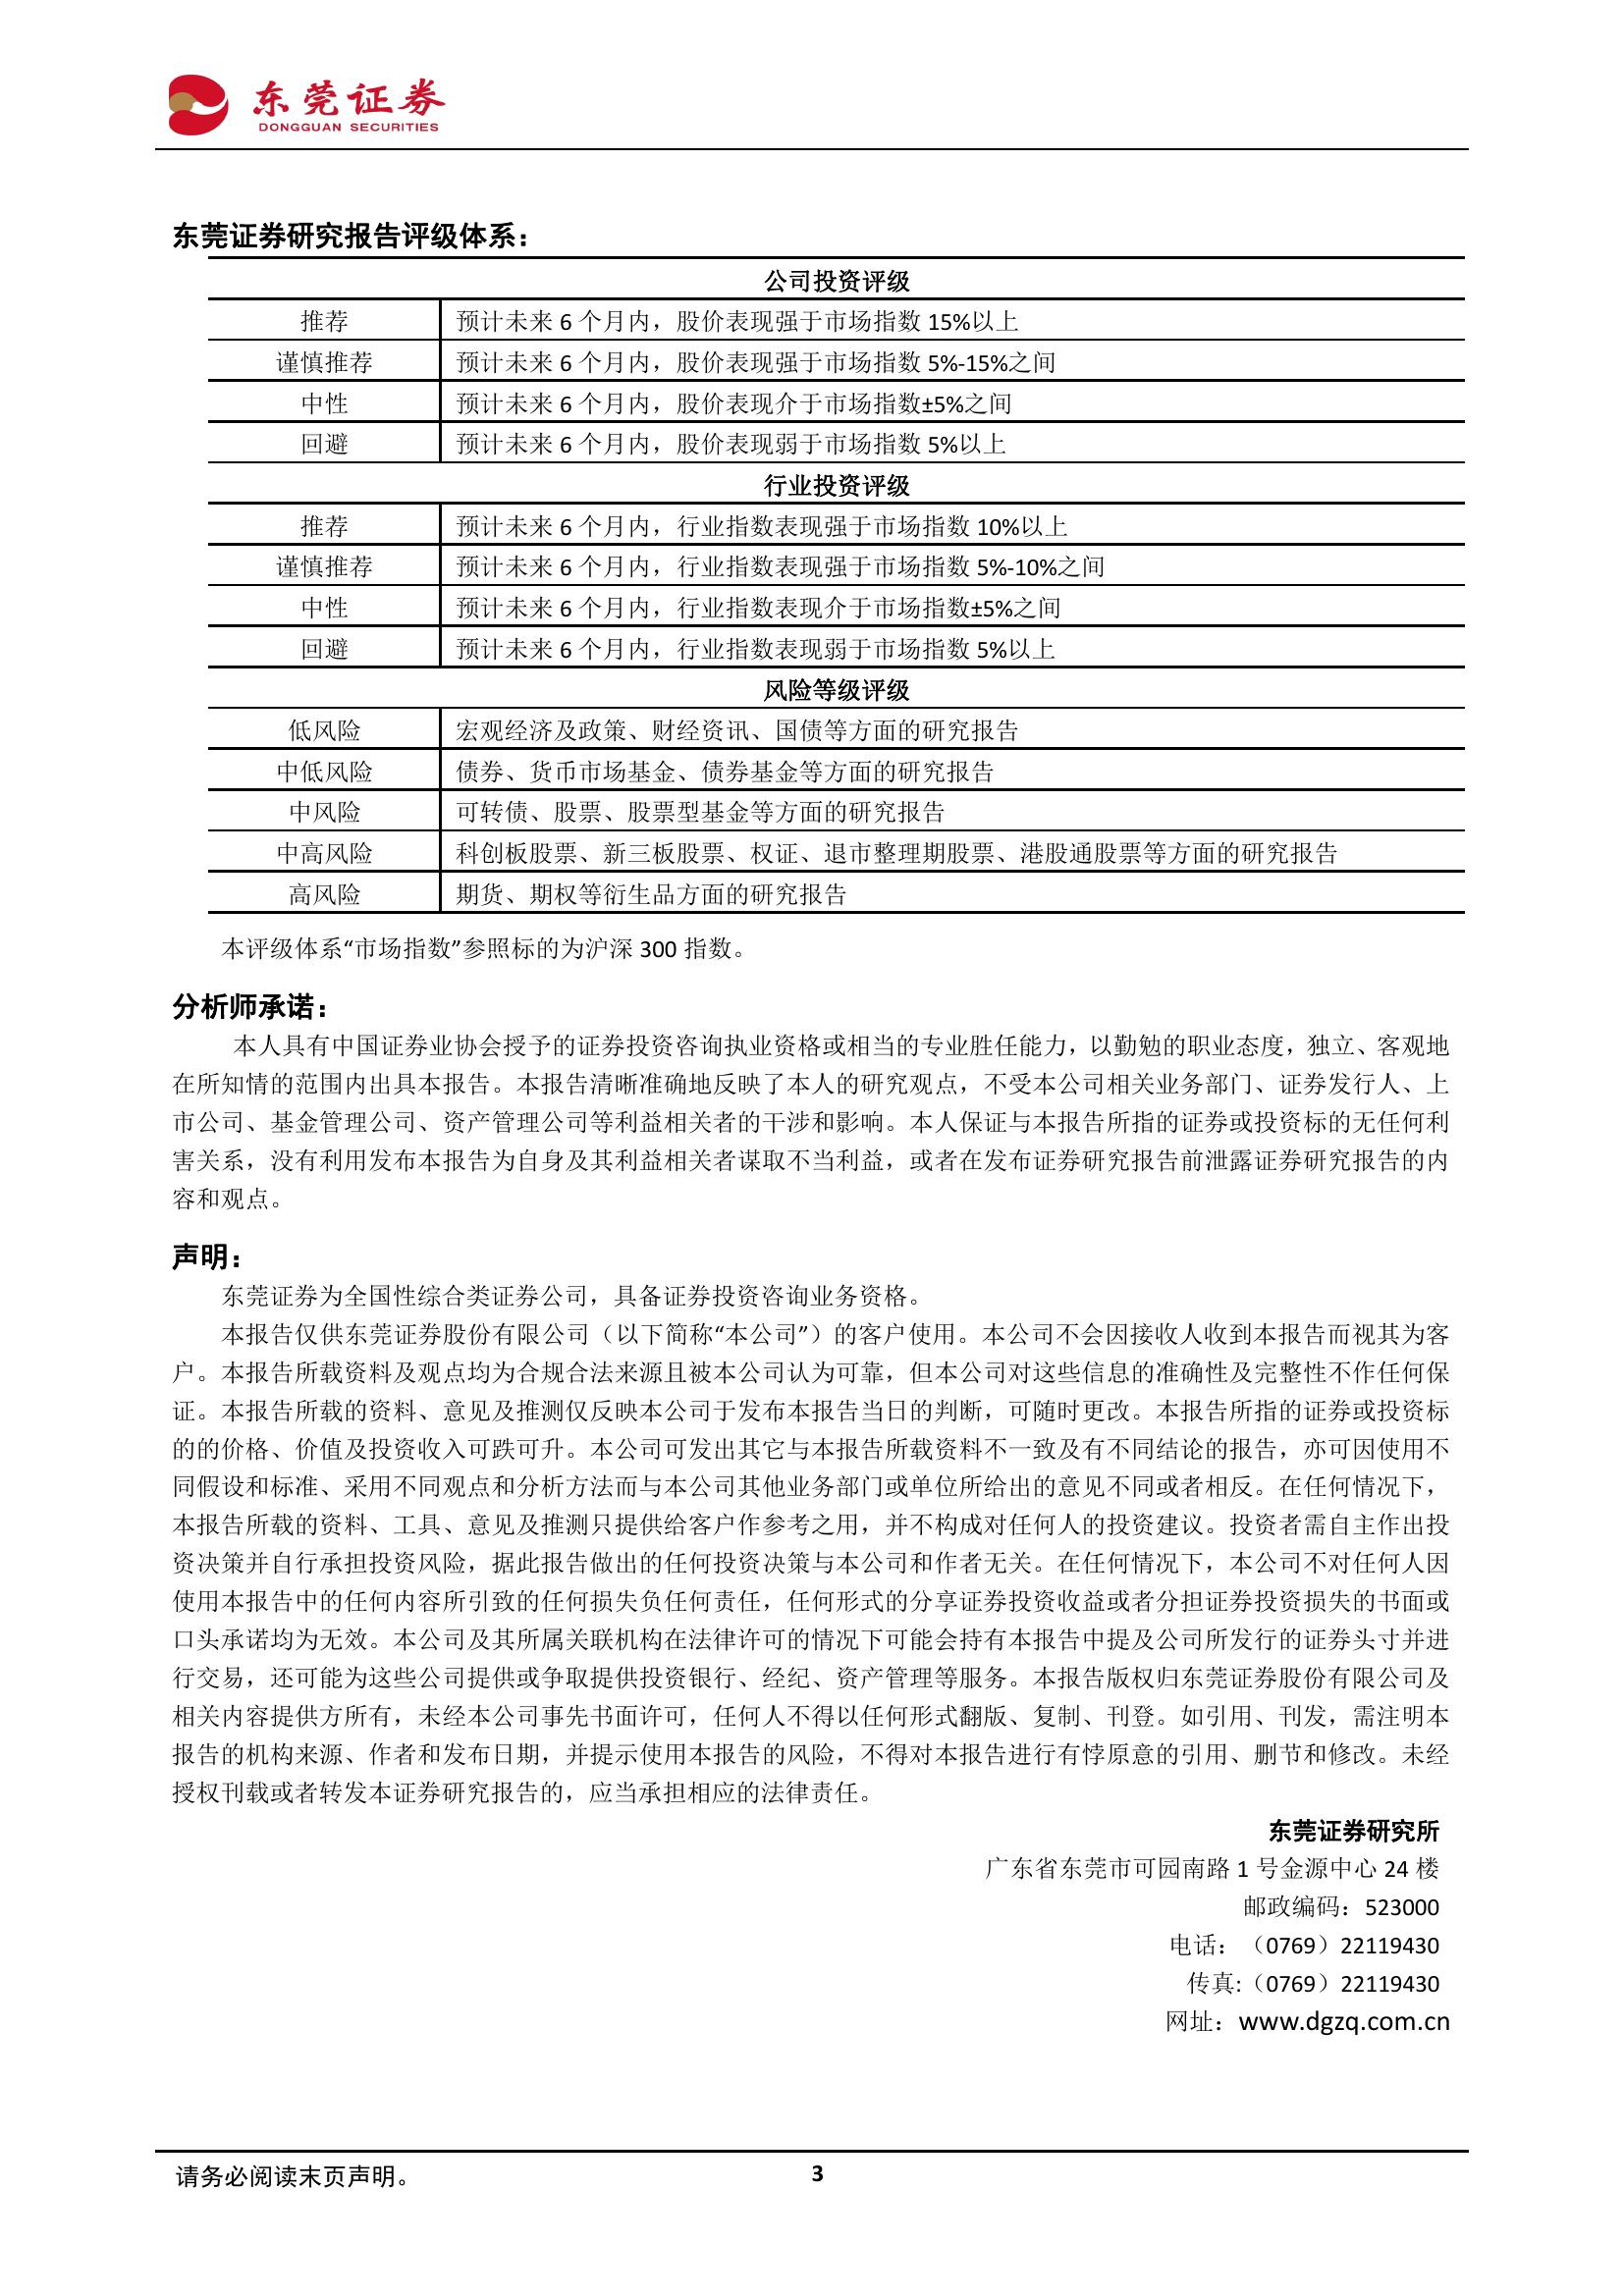 东莞证券
DONGGUAN SECURITIES
东莞证券研究报告评级体系：
公司投资评级
推荐 预计未来 6 个月内，股价表现强于市场指数 15%以上
谨慎推荐 预计未来 6 个月内，股价表现强于市场指数 5%-15%之间
中性 预计未来 6 个月内，股价表现介于市场指数±5%之间
回避 预计未来 6 个月内，股价表现弱于市场指数 5%以上
行业投资评级
推荐 预计未来 6 个月内，行业指数表现强于市场指数 10%以上
谨慎推荐 预计未来 6 个月内，行业指数表现强于市场指数 5%-10%之间
中性 预计未来 6 个月内，行业指数表现介于市场指数±5%之间
回避 预计未来 6 个月内，行业指数表现弱于市场指数 5%以上
风险等级评级
低风险 宏观经济及政策、财经资讯、国债等方面的研究报告
中低风险 债券、货币市场基金、债券基金等方面的研究报告
中风险 可转债、股票、股票型基金等方面的研究报告
中高风险 科创板股票、新三板股票、权证、退市整理期股票、港股通股票等方面的研究报告
高风险 期货、期权等衍生品方面的研究报告
本评级体系“市场指数”参照标的为沪深 300 指数。
分析师承诺：
本人具有中国证券业协会授予的证券投资咨询执业资格或相当的专业胜任能力，以勤勉的职业态度，独立、客观地
在所知情的范围内出具本报告。本报告清晰准确地反映了本人的研究观点，不受本公司相关业务部门、证券发行人、上
市公司、基金管理公司、资产管理公司等利益相关者的干涉和影响。本人保证与本报告所指的证券或投资标的无任何利
害关系，没有利用发布本报告为自身及其利益相关者谋取不当利益，或者在发布证券研究报告前泄露证券研究报告的内
容和观点。
声明：
东莞证券为全国性综合类证券公司，具备证券投资咨询业务资格。
本报告仅供东莞证券股份有限公司（以下简称“本公司”）的客户使用。本公司不会因接收人收到本报告而视其为客
户。本报告所载资料及观点均为合规合法来源且被本公司认为可靠，但本公司对这些信息的准确性及完整性不作任何保
证。本报告所载的资料、意见及推测仅反映本公司于发布本报告当日的判断，可随时更改。本报告所指的证券或投资标
的的价格、价值及投资收入可跌可升。本公司可发出其它与本报告所载资料不一致及有不同结论的报告，亦可因使用不
同假设和标准、采用不同观点和分析方法而与本公司其他业务部门或单位所给出的意见不同或者相反。在任何情况下，
本报告所载的资料、工具、意见及推测只提供给客户作参考之用，并不构成对任何人的投资建议。投资者需自主作出投
资决策并自行承担投资风险，据此报告做出的任何投资决策与本公司和作者无关。在任何情况下，本公司不对任何人因
使用本报告中的任何内容所引致的任何损失负任何责任，任何形式的分享证券投资收益或者分担证券投资损失的书面或
口头承诺均为无效。本公司及其所属关联机构在法律许可的情况下可能会持有本报告中提及公司所发行的证券头寸并进
行交易，还可能为这些公司提供或争取提供投资银行、经纪、资产管理等服务。本报告版权归东莞证券股份有限公司及
相关内容提供方所有，未经本公司事先书面许可，任何人不得以任何形式翻版、复制、刊登。如引用、刊发，需注明本
报告的机构来源、作者和发布日期，并提示使用本报告的风险，不得对本报告进行有悖原意的引用、删节和修改。未经
授权刊载或者转发本证券研究报告的，应当承担相应的法律责任。
东莞证券研究所
广东省东莞市可园南路 1 号金源中心 24 楼
邮政编码：523000
电话：（0769）22119430
传真:（0769）22119430
网址：www.dgzq.com.cn
请务必阅读末页声明。 3